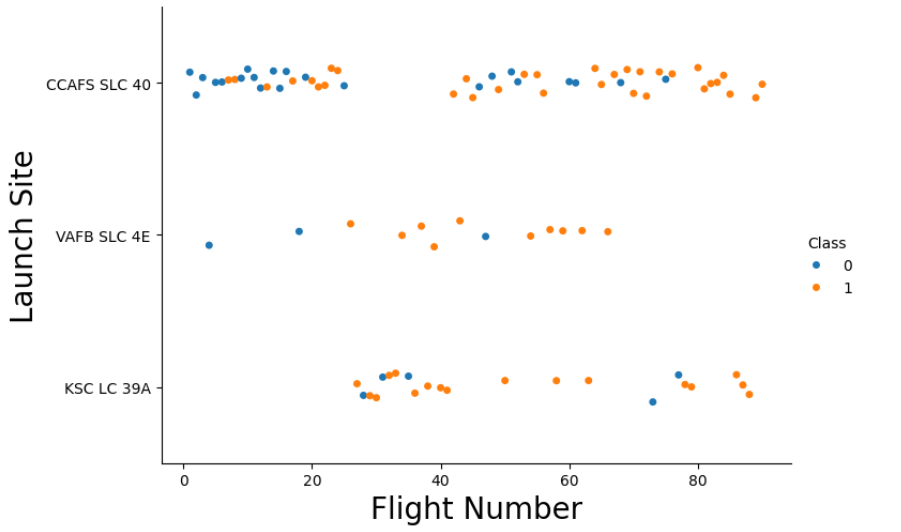 CCAFS SLC 40
VAFB SLC 4E
KSC LC 39A
Launch Site
0 20 40 60 80
Flight Number
Class
0
1